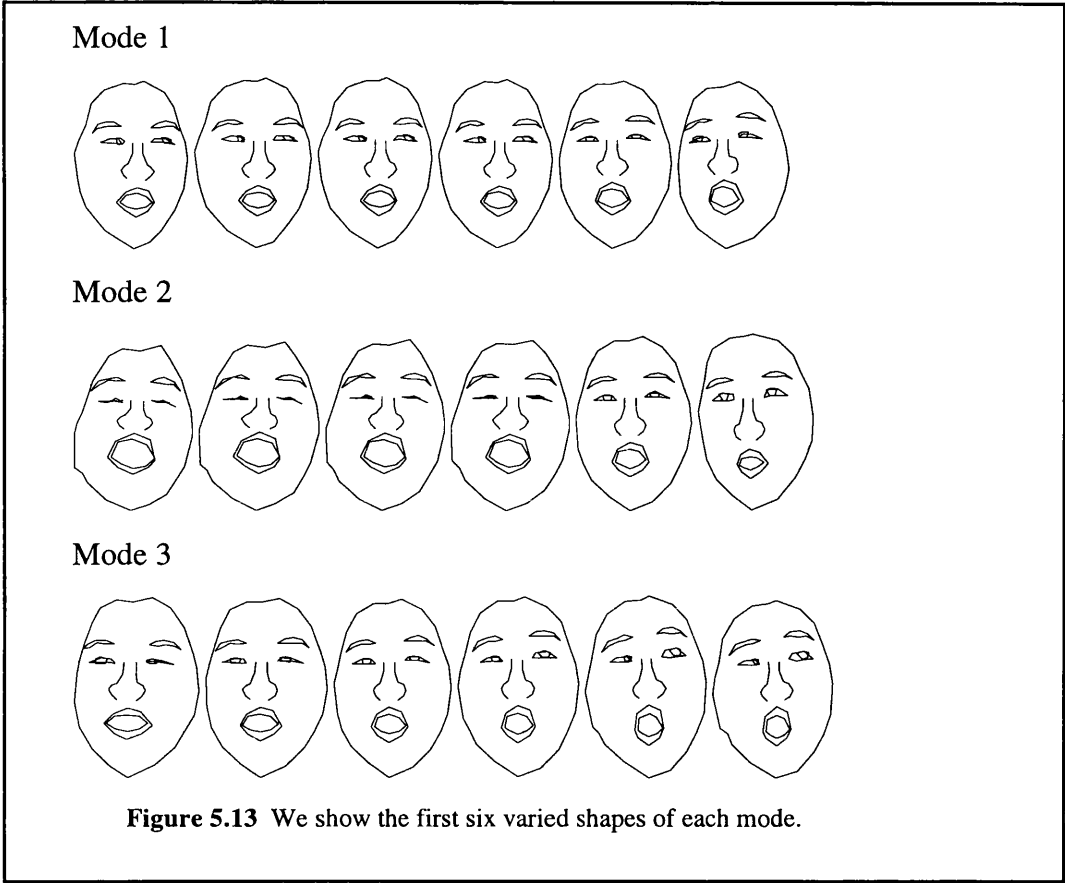 Mode 1
Mode 2
Mode 3
Figure 5.13 We show the first six varied shapes of each mode.